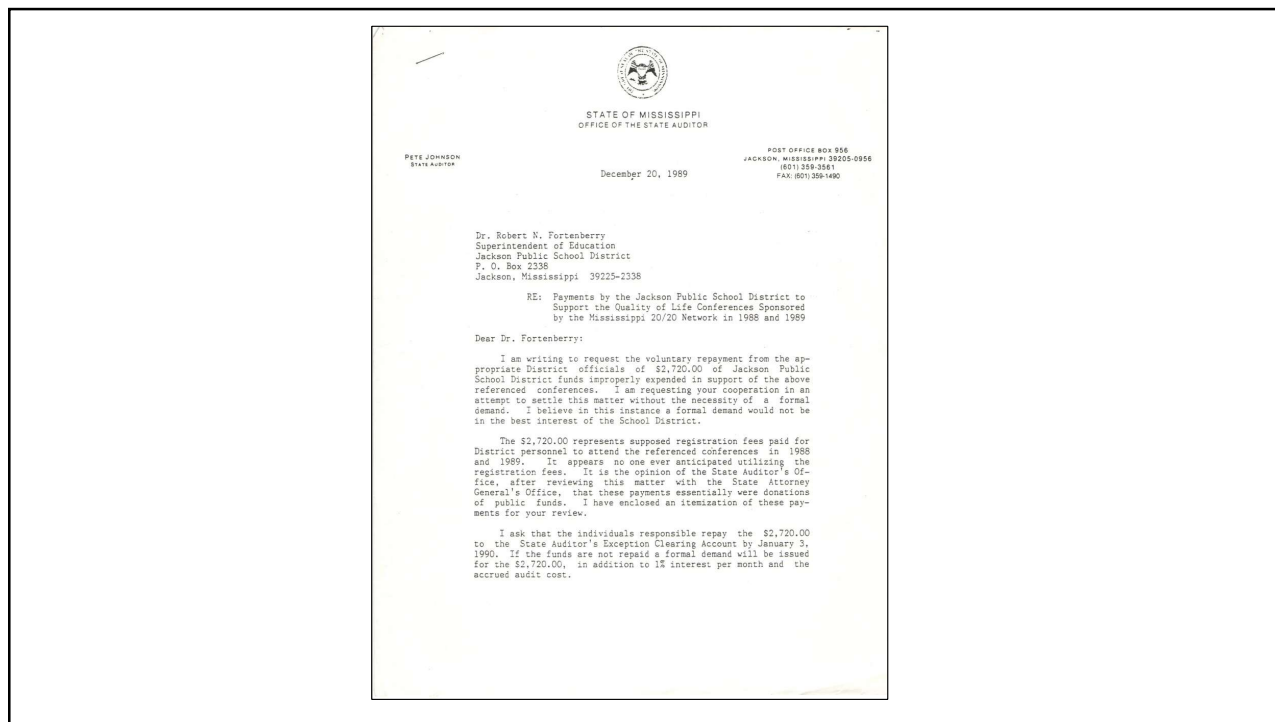 STATE OF MISSISSIPPI
OFFICE OF THE STATE AUDITOR
PETE JOHNSON
STATE AUDITOR
POST OFFICE BOX 956
JACKSON, MISSISSIPPI 39205-0956
(601) 359-3561
FAX: (601) 359-1490
December 20, 1989
Dr. Robert N. Fortenberry
Superintendent of Education
Jackson Public School District
P. O. Box 2338
Jackson, Mississippi 39225-2338
RE: Payments by the Jackson Public School District to
Support the Quality of Life Conferences Sponsored
by the Mississippi 20/20 Network in 1988 and 1989
Dear Dr. Fortenberry:
I am writing to request the voluntary repayment from the ap-
propriate District officials of $2,720.00 of Jackson Public
School District funds improperly expended in support of the above
referenced conferences. I am requesting your cooperation in an
attempt to settle this matter without the necessity of a formal
demand. I believe in this instance a formal demand would not be
in the best interest of the School District.
The $2,720.00 represents supposed registration fees paid for
District personnel to attend the referenced conferences in 1988
and 1989. It appears no one ever anticipated utilizing the
registration fees. It is the opinion of the State Auditor's Of-
fice, after reviewing this matter with the State Attorney
General's Office, that these payments essentially were donations
of public funds. I have enclosed an itemization of these pay-
ments for your review.
I ask that the individuals responsible repay the $2,720.00
to the State Auditor's Exception Clearing Account by January 3,
1990. If the funds are not repaid a formal demand will be issued
for the $2,720.00, in addition to 1% interest per month and the
accrued audit cost.